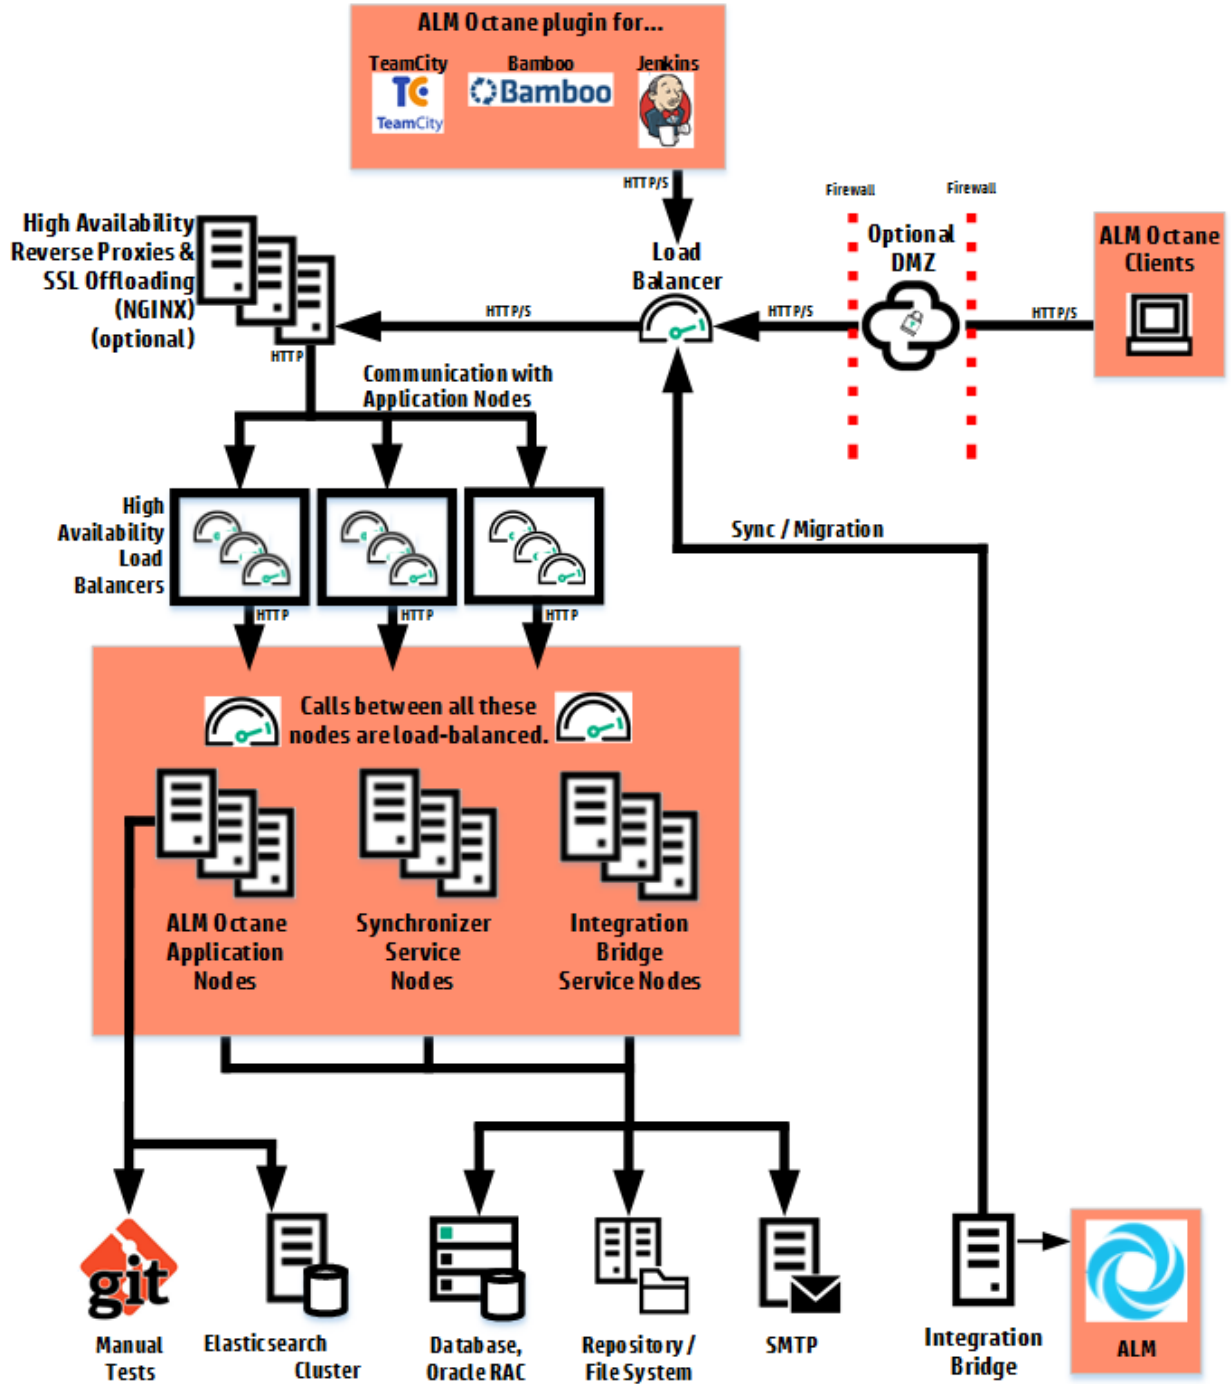 ALM Octane plugin for...
TeamCity
Bamboo
Jenkins
TC
TeamCity
Bamboo
HTTP/S
Firewall
Firewall
High Availability
Reverse Proxies &
SSL Offloading
(NGINX)
(optional)
Load
Balancer
Optional
DMZ
ALM Octane
Clients
HTTP/S
HTTP/S
HTTP/S
HTTP
Communication with
Application Nodes
High
Availability
Load
Balancers
Sync / Migration
HTTP
HTTP
HTTP
Calls between all these
nodes are load-balanced.
ALM Octane
Application
Nodes
Synchronizer
Service
Nodes
Integration
Bridge
Service Nodes
git
Manual
Tests
Elasticsearch
Cluster
Database,
Oracle RAC
Repository /
File System
SMTP
Integration
Bridge
ALM